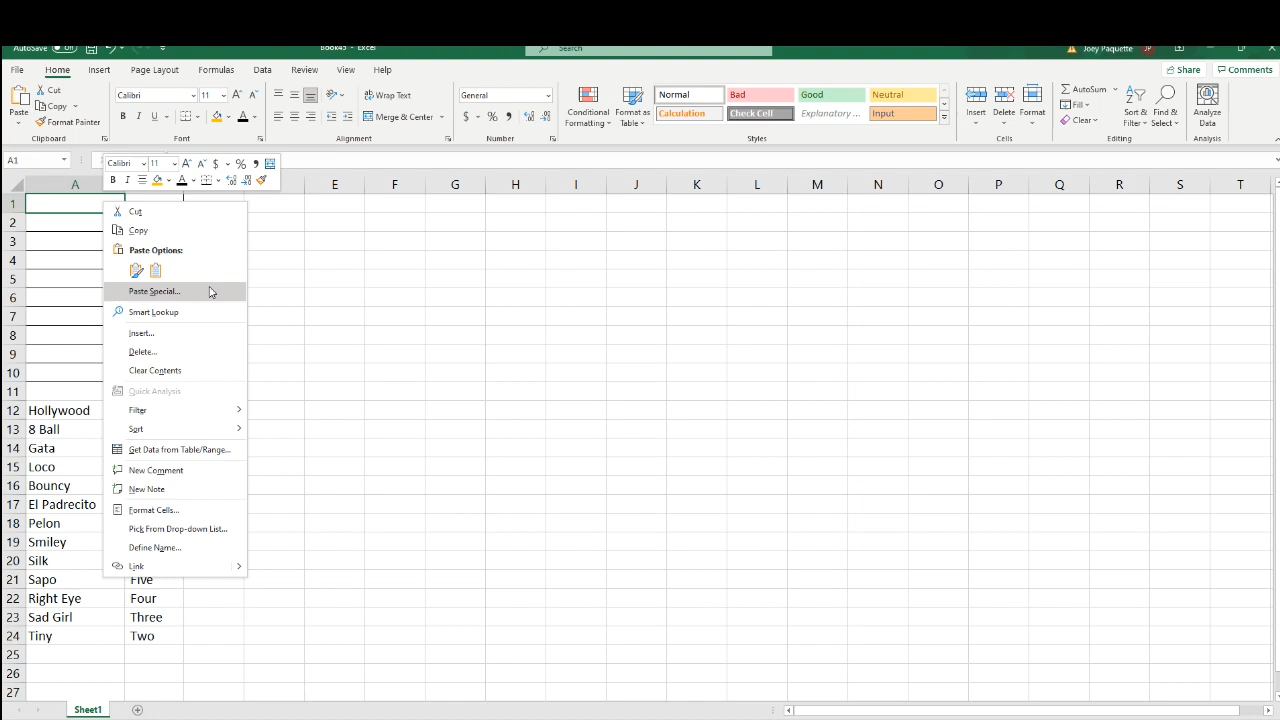 AutoSave Off Book43 - Excel Search Joey Paquette JP
File Home Insert Page Layout Formulas Data Review View Help Share Comments
Paste Cut Copy Format Painter Clipboard
Calibri 11 A A B I U A Font
Wrap Text Merge & Center Alignment
General $ % , Number
Conditional Formatting Format as Table Normal Bad Good Neutral Calculation Check Cell Explanatory ... Input Styles
Insert Delete Format Cells
AutoSum Fill Clear Sort & Filter Find & Select Editing
Analyze Data Analysis
A1
Calibri 11 A A $ % ,
B I A
A E F G H I J K L M N O P Q R S T
1
2
3
4
5
6
7
8
9
10
11
12 Hollywood
13 8 Ball
14 Gata
15 Loco
16 Bouncy
17 El Padrecito
18 Pelon
19 Smiley
20 Silk
21 Sapo Five
22 Right Eye Four
23 Sad Girl Three
24 Tiny Two
25
26
27
Cut
Copy
Paste Options:
Paste Special...
Smart Lookup
Insert...
Delete...
Clear Contents
Quick Analysis
Filter
Sort
Get Data from Table/Range...
New Comment
New Note
Format Cells...
Pick From Drop-down List...
Define Name...
Link
Sheet1